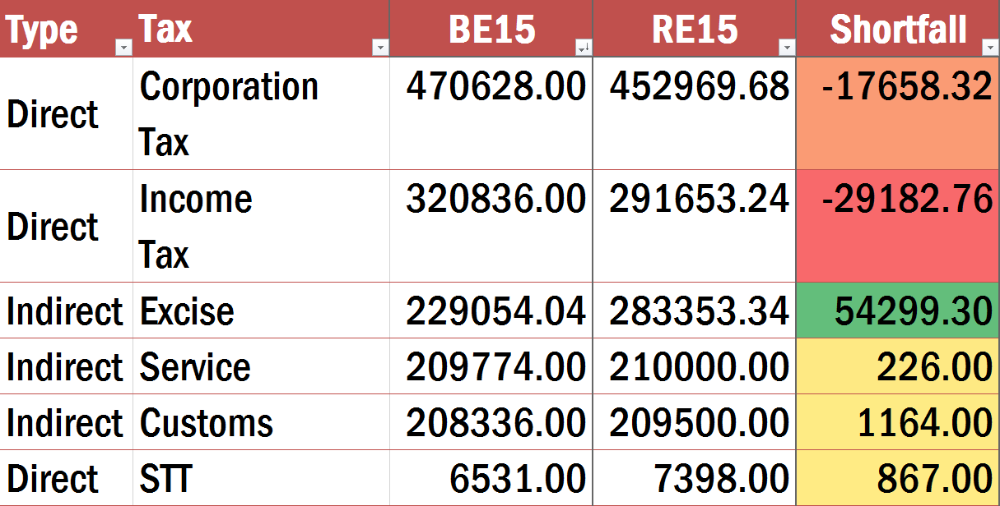 Type Tax BE15 RE15 Shortfall
Direct Corporation Tax 470628.00 452969.68 -17658.32
Direct Income Tax 320836.00 291653.24 -29182.76
Indirect Excise 229054.04 283353.34 54299.30
Indirect Service 209774.00 210000.00 226.00
Indirect Customs 208336.00 209500.00 1164.00
Direct STT 6531.00 7398.00 867.00